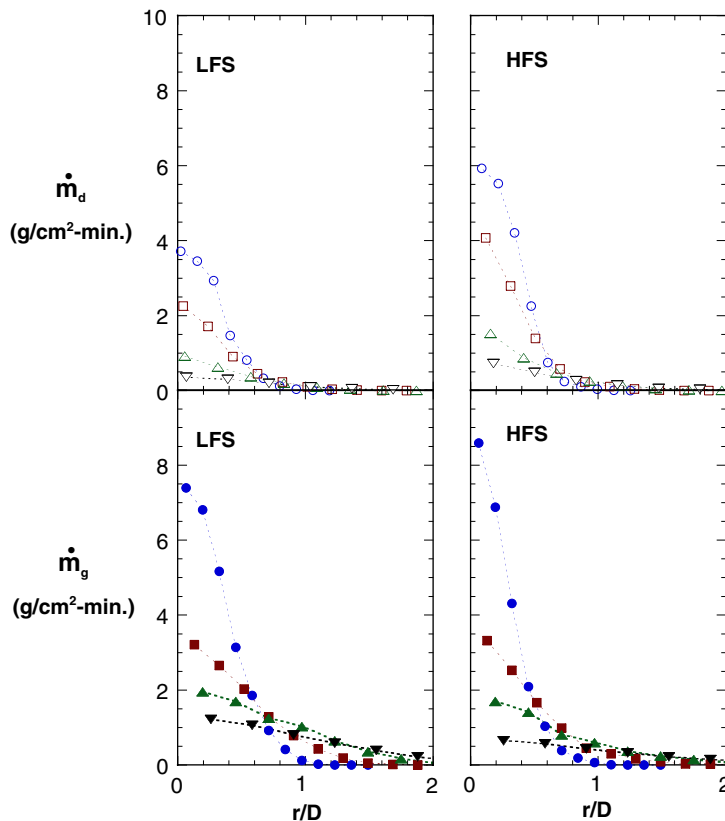 10
8
6
4
2
0
LFS
HFS
ṁd
(g/cm²-min.)
8
6
4
2
0
LFS
HFS
ṁg
(g/cm²-min.)
0 1 2
0 1 2
r/D
r/D